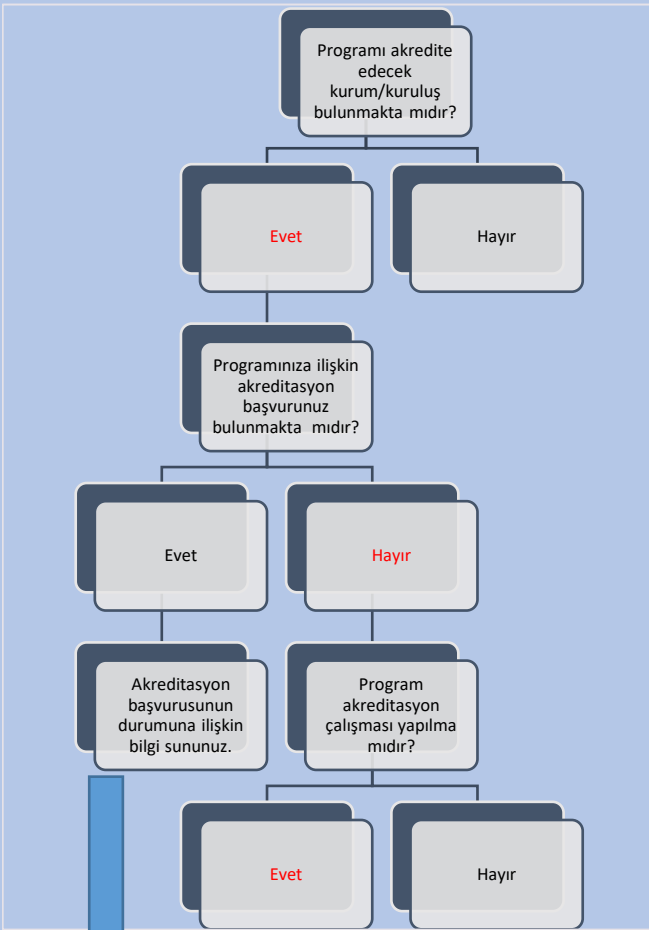 Programı akredite
edecek
kurum/kuruluş
bulunmakta mıdır?
Evet
Hayır
Programınıza ilişkin
akreditasyon
başvurunuz
bulunmakta mıdır?
Evet
Hayır
Akreditasyon
başvurusunun
durumuna ilişkin
bilgi sununuz.
Program
akreditasyon
çalışması yapılma
mıdır?
Evet
Hayır